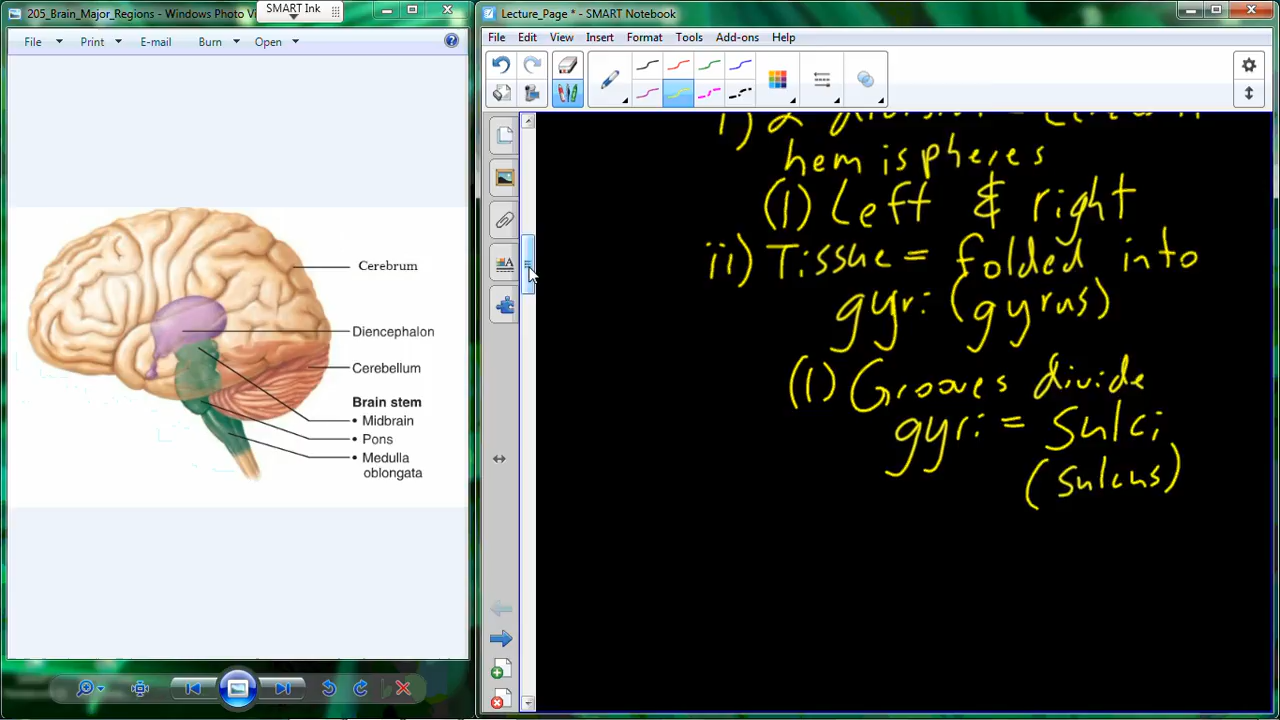 205_Brain_Major_Regions - Windows Photo Vi
SMART Ink
File Print E-mail Burn Open
Cerebrum
Diencephalon
Cerebellum
Brain stem
• Midbrain
• Pons
• Medulla
oblongata
Lecture_Page * - SMART Notebook
File Edit View Insert Format Tools Add-ons Help
hemispheres
(1) Left & right
ii) Tissue = folded into
gyri (gyrus)
(1) Grooves divide
gyri = Sulci
(sulcus)